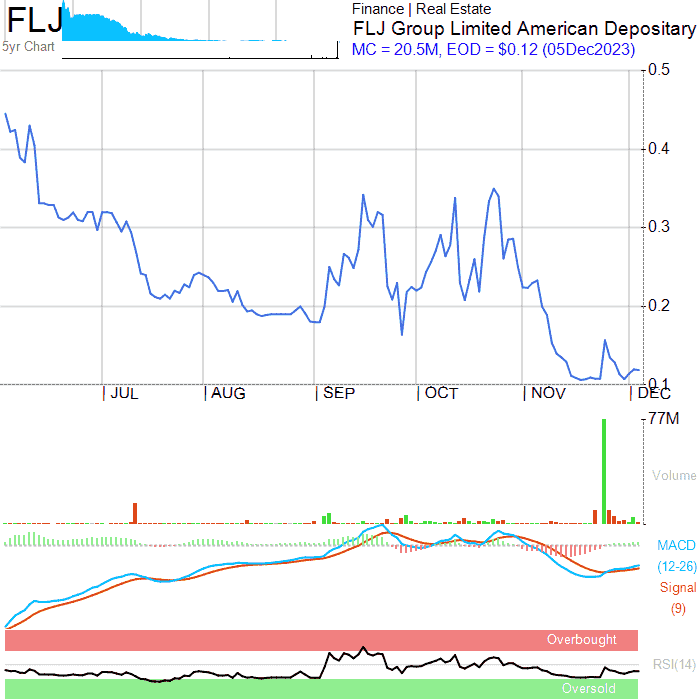 FLJ
5yr Chart
Finance | Real Estate
FLJ Group Limited American Depositary
MC = 20.5M, EOD = $0.12 (05Dec2023)
0.5
0.4
0.3
0.2
0.1
| JUL | AUG | SEP | OCT | NOV | DEC
77M
Volume
MACD
(12-26)
Signal
(9)
Overbought
RSI(14)
Oversold